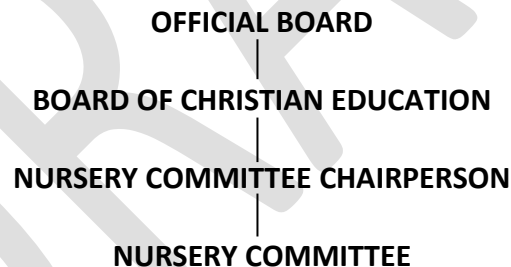 OFFICIAL BOARD
BOARD OF CHRISTIAN EDUCATION
NURSERY COMMITTEE CHAIRPERSON
NURSERY COMMITTEE